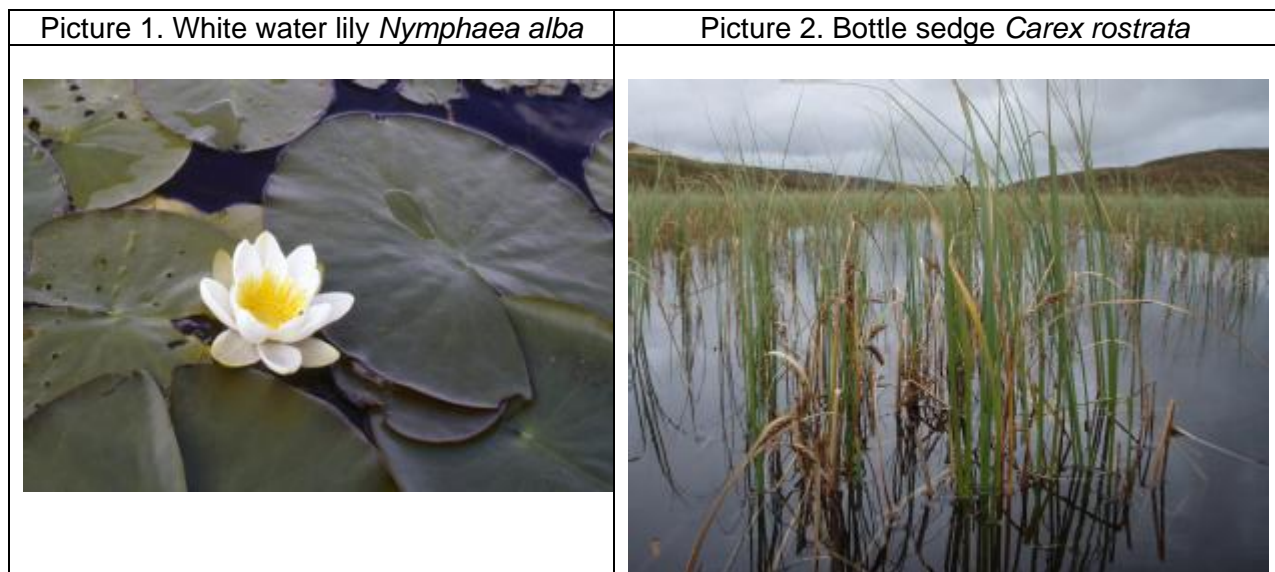 Picture 1. White water lily Nymphaea alba
Picture 2. Bottle sedge Carex rostrata